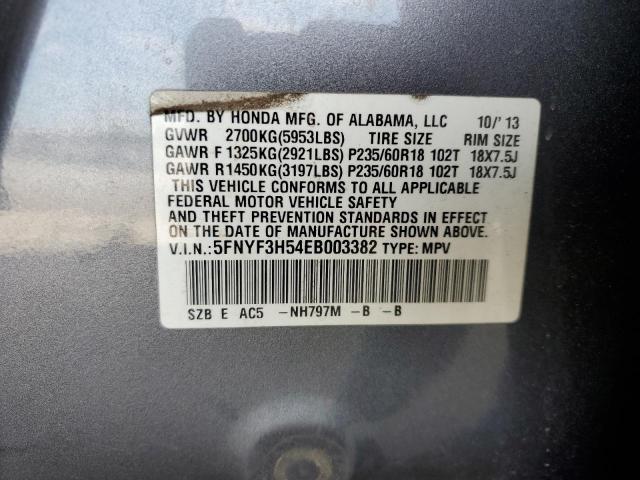 MFD. BY HONDA MFG. OF ALABAMA, LLC 10/'13
GVWR 2700KG(5953LBS) TIRE SIZE RIM SIZE
GAWR F 1325KG(2921LBS) P235/60R18 102T 18X7.5J
GAWR R1450KG(3197LBS) P235/60R18 102T 18X7.5J
THIS VEHICLE CONFORMS TO ALL APPLICABLE
FEDERAL MOTOR VEHICLE SAFETY
AND THEFT PREVENTION STANDARDS IN EFFECT
ON THE DATE OF MANUFACTURE SHOWN ABOVE.
V.I.N.:5FNYF3H54EB003382 TYPE: MPV
SZB E AC5 -NH797M -B -B